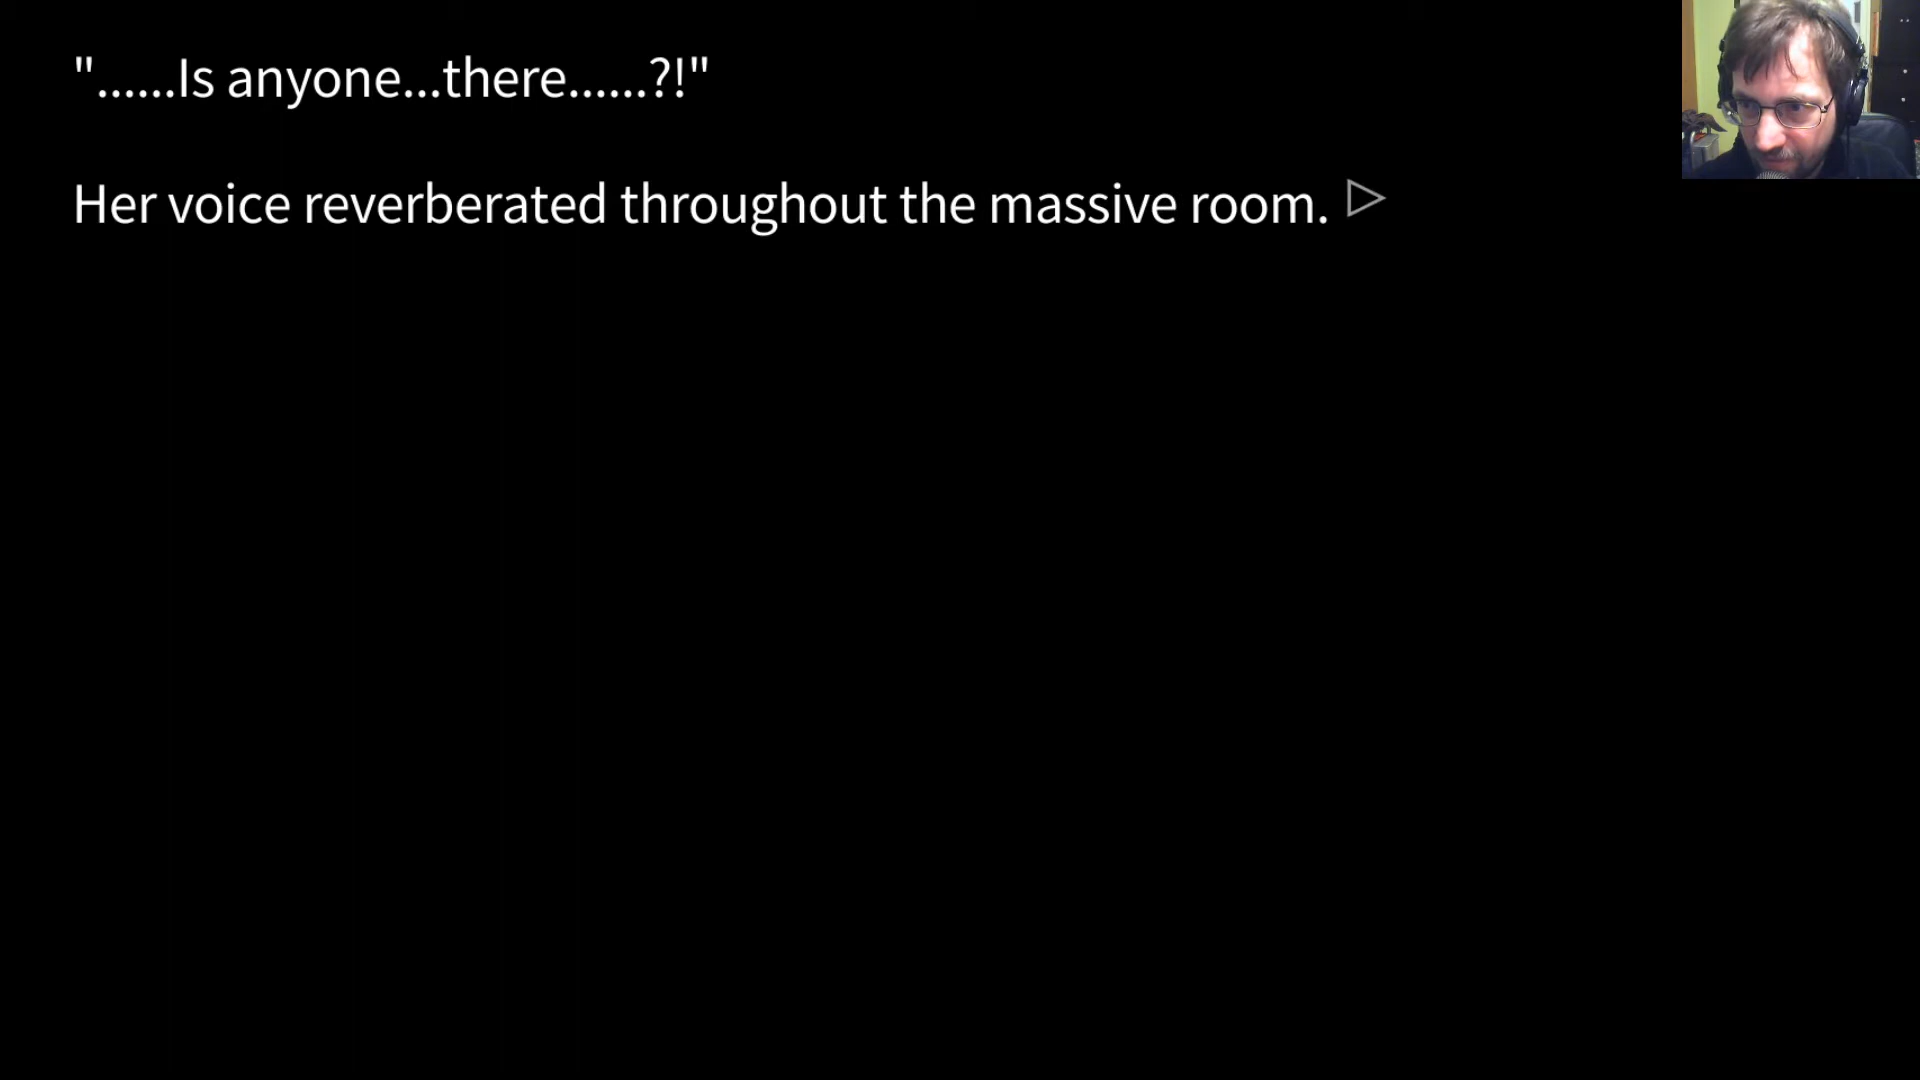 "......Is anyone...there......?!"
Her voice reverberated throughout the massive room.